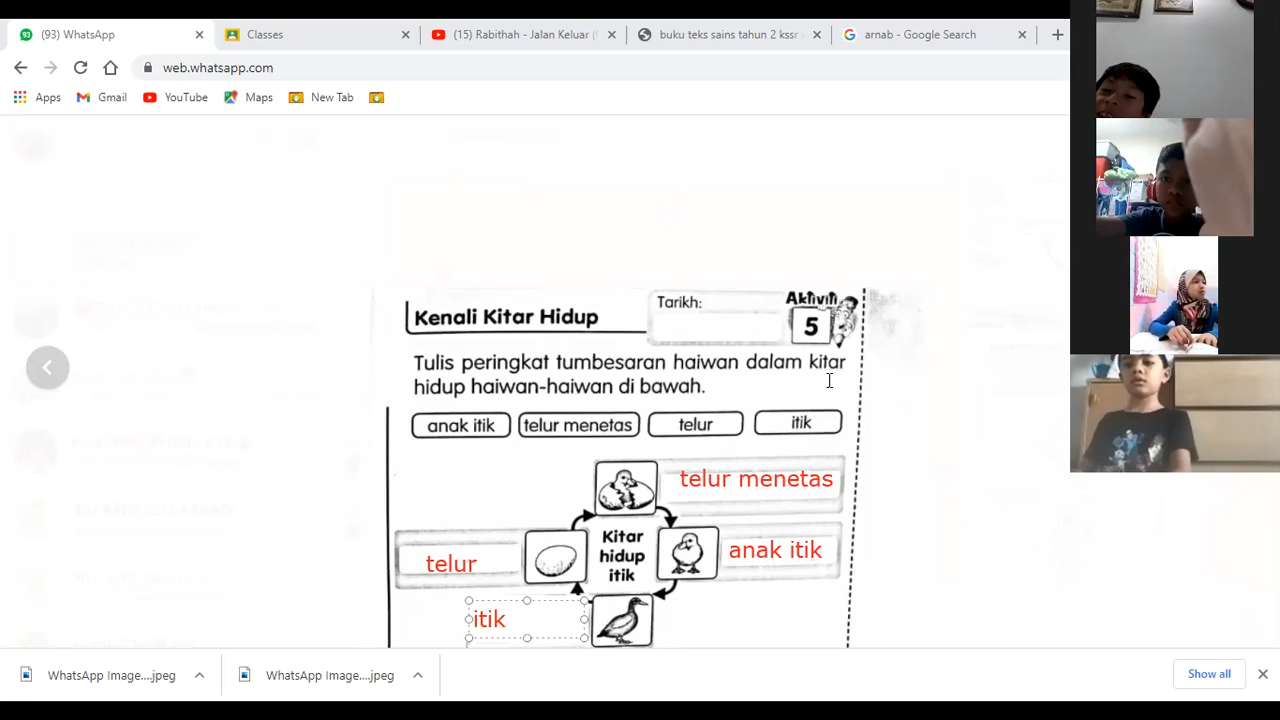 (93) WhatsApp
Classes
(15) Rabithah - Jalan Keluar (
buku teks sains tahun 2 kssr
arnab - Google Search
web.whatsapp.com
Apps
Gmail
YouTube
Maps
New Tab
Kenali Kitar Hidup
Tarikh:
Aktiviti
5
Tulis peringkat tumbesaran haiwan dalam kitar
hidup haiwan-haiwan di bawah.
anak itik
telur menetas
telur
itik
telur menetas
telur
Kitar
hidup
itik
anak itik
itik
WhatsApp Image....jpeg
WhatsApp Image....jpeg
Show all